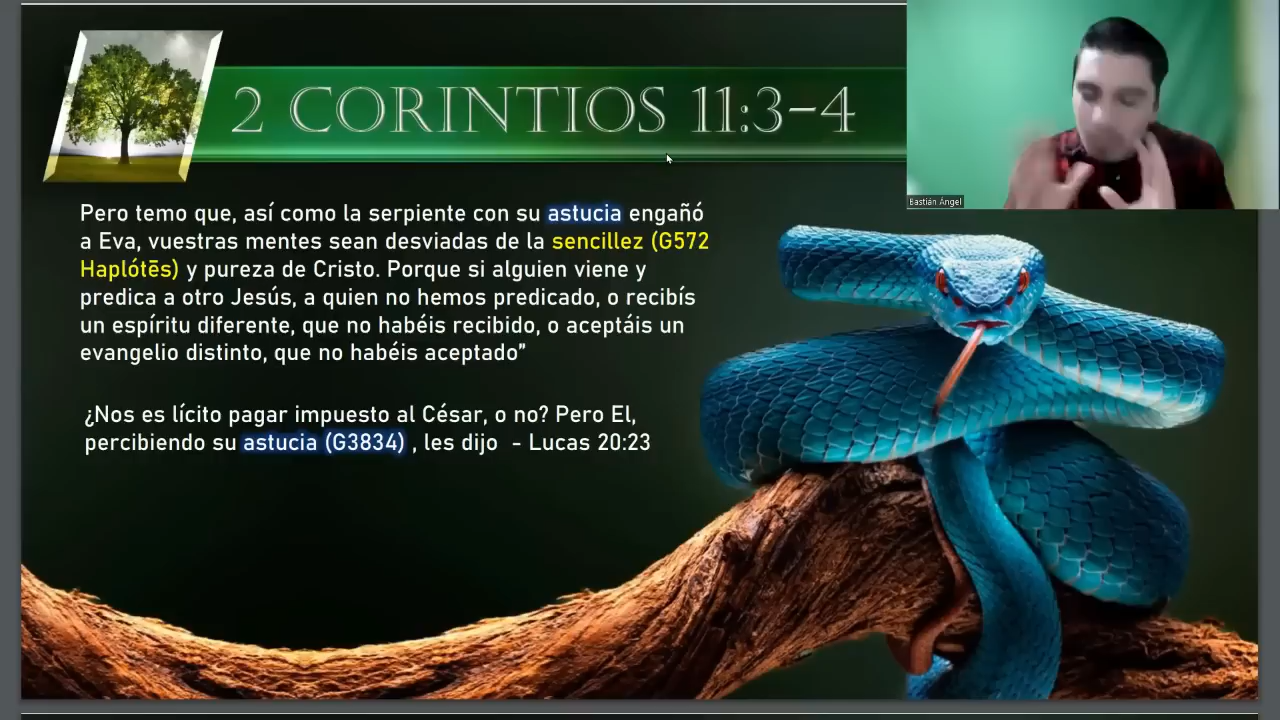 2 CORINTIOS 11:3-4
Bastián Ángel
Pero temo que, así como la serpiente con su astucia engañó
a Eva, vuestras mentes sean desviadas de la sencillez (G572
Haplótēs) y pureza de Cristo. Porque si alguien viene y
predica a otro Jesús, a quien no hemos predicado, o recibís
un espíritu diferente, que no habéis recibido, o aceptáis un
evangelio distinto, que no habéis aceptado”
¿Nos es lícito pagar impuesto al César, o no? Pero El,
percibiendo su astucia (G3834) , les dijo - Lucas 20:23